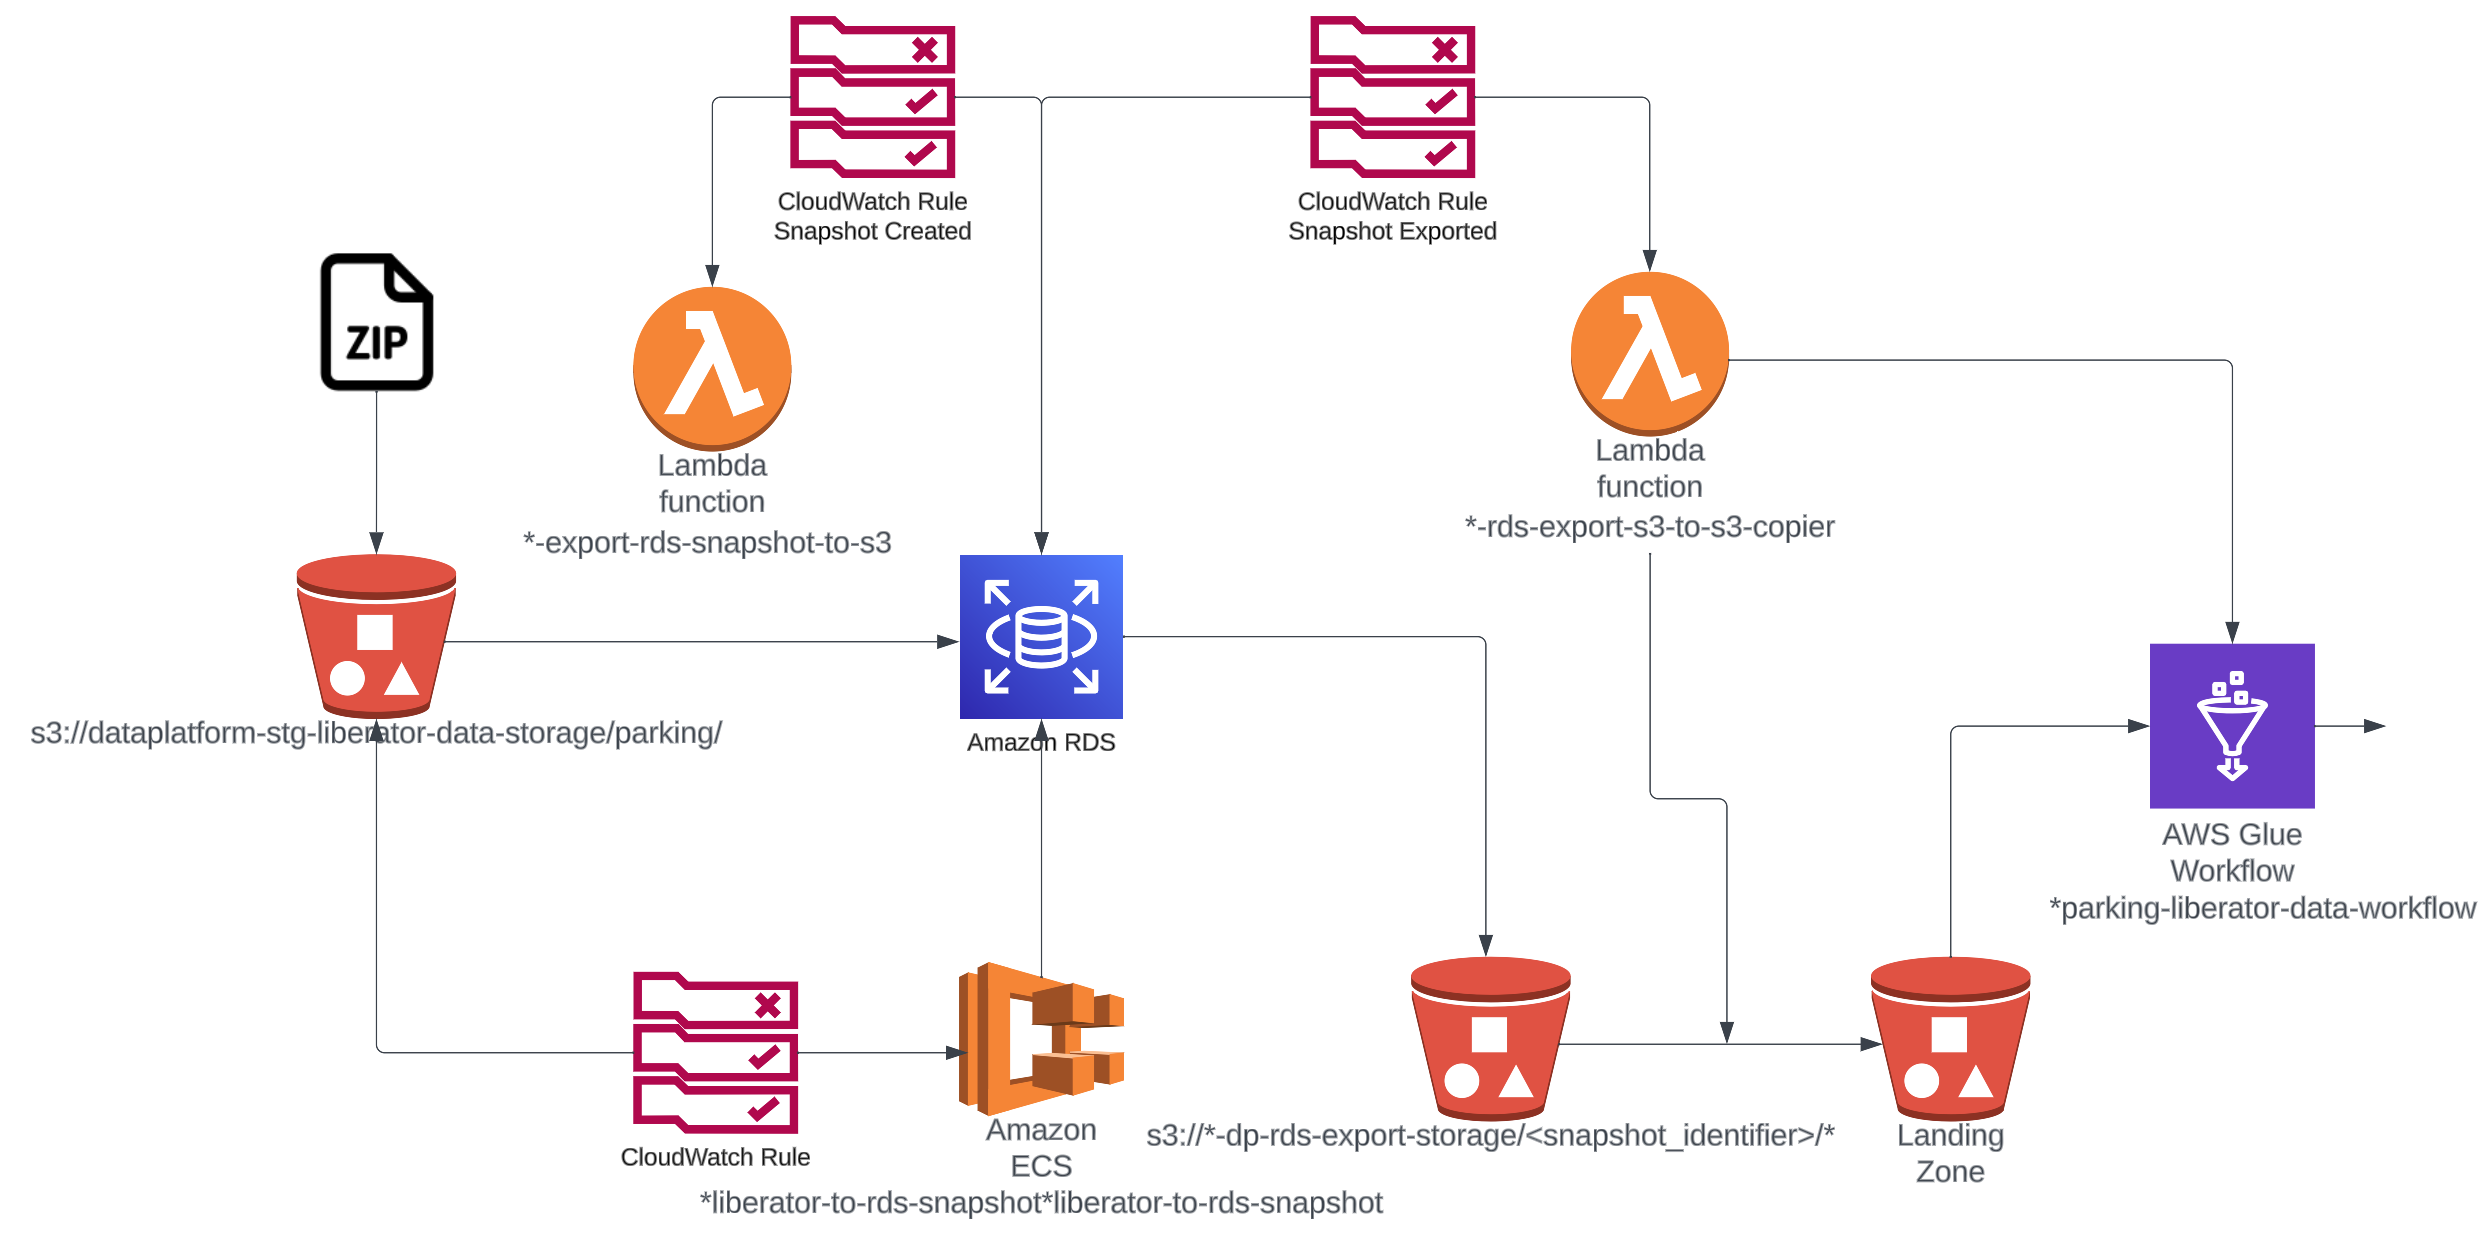 CloudWatch Rule
Snapshot Created
CloudWatch Rule
Snapshot Exported
ZIP
Lambda
function
*-export-rds-snapshot-to-s3
Lambda
function
*-rds-export-s3-to-s3-copier
s3://dataplatform-stg-liberator-data-storage/parking/
Amazon RDS
AWS Glue
Workflow
*parking-liberator-data-workflow
CloudWatch Rule
Amazon
ECS
*liberator-to-rds-snapshot*liberator-to-rds-snapshot
s3://*-dp-rds-export-storage/<snapshot_identifier>/*
Landing
Zone